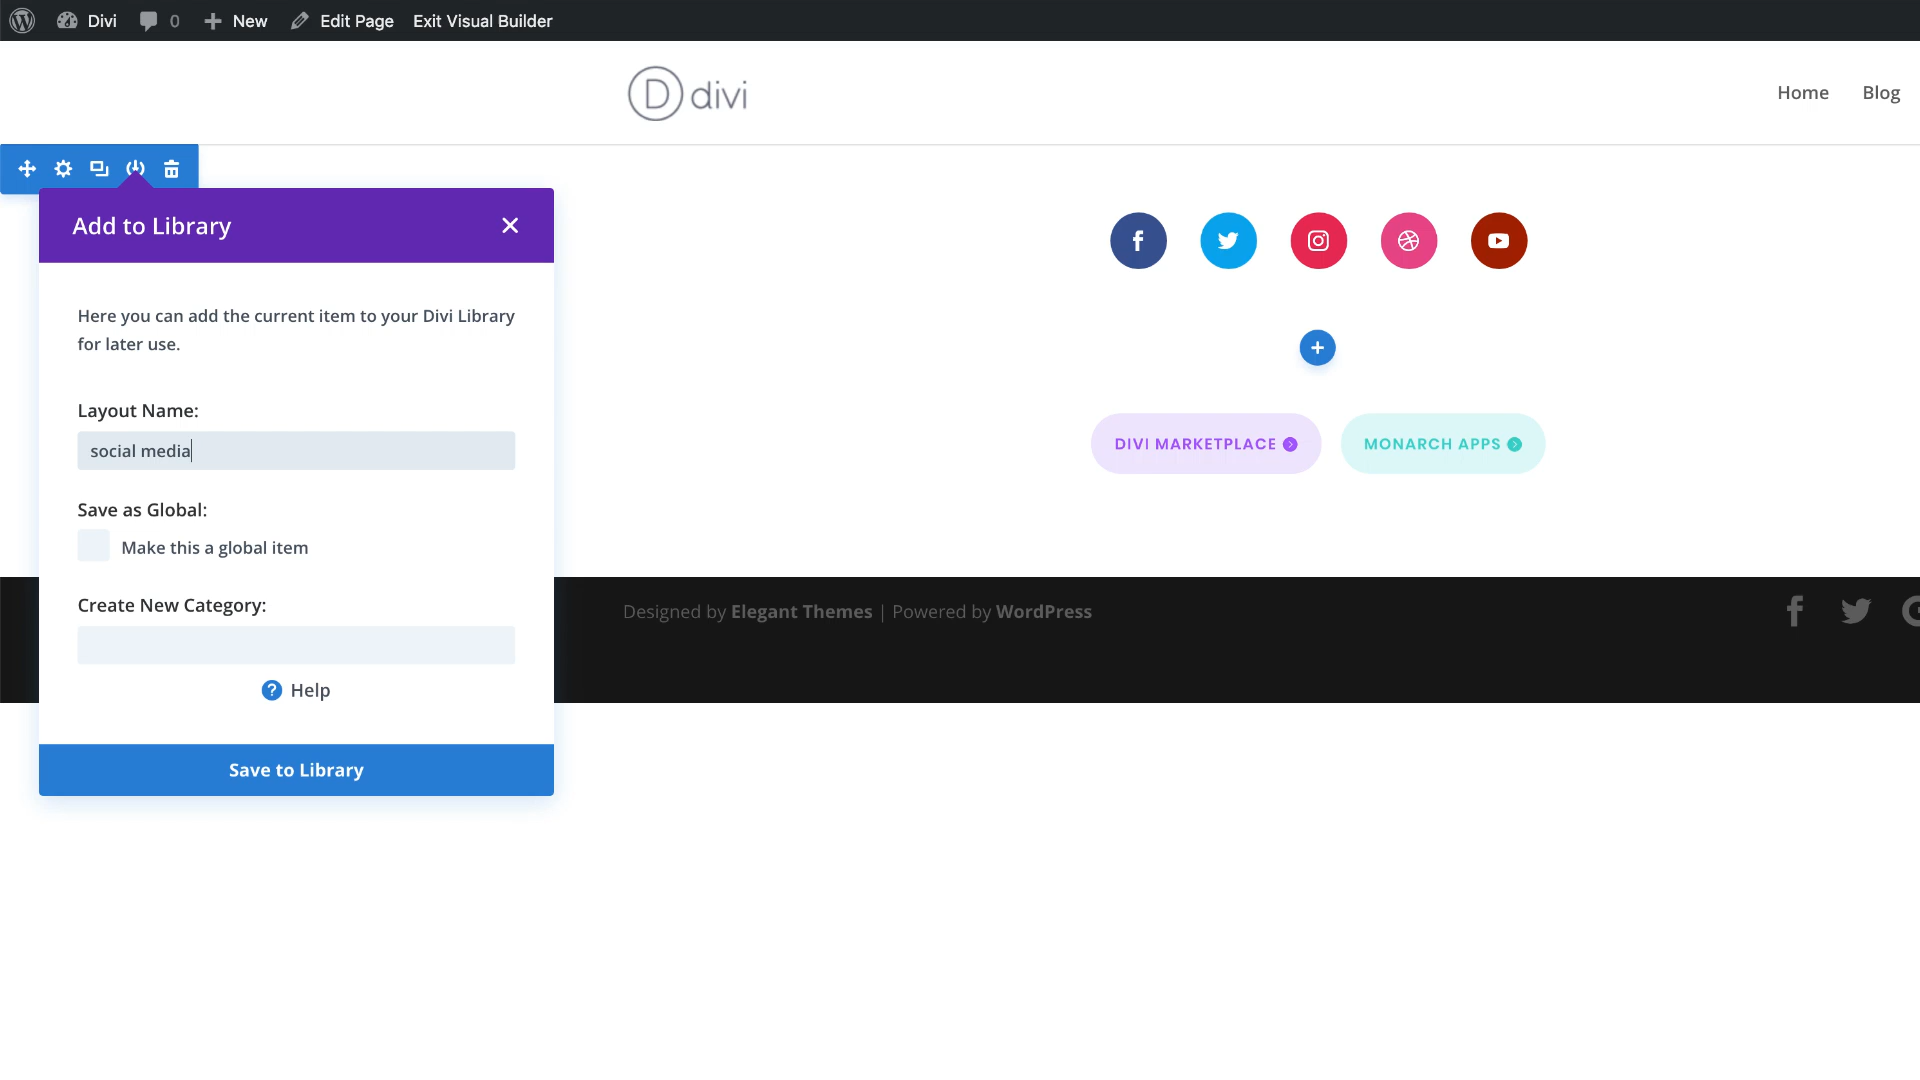 Divi 0 New Edit Page Exit Visual Builder
D divi
Home Blog
Add to Library
Here you can add the current item to your Divi Library
for later use.
Layout Name:
social media
Save as Global:
Make this a global item
Create New Category:
? Help
Save to Library
DIVI MARKETPLACE MONARCH APPS
Designed by Elegant Themes | Powered by WordPress